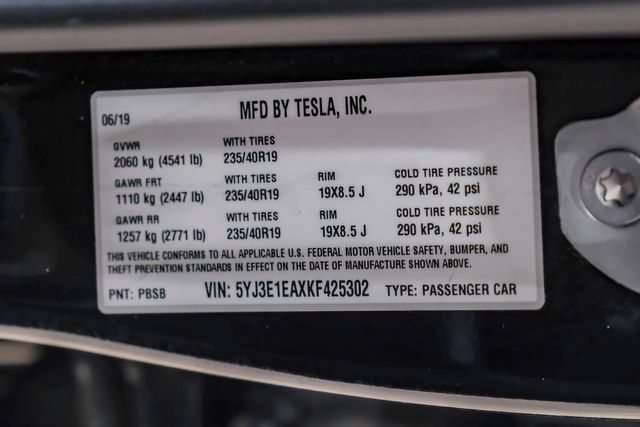 MFD BY TESLA, INC.
06/19
GVWR WITH TIRES
2060 kg (4541 lb) 235/40R19
GAWR FRT WITH TIRES RIM COLD TIRE PRESSURE
1110 kg (2447 lb) 235/40R19 19X8.5 J 290 kPa, 42 psi
GAWR RR WITH TIRES RIM COLD TIRE PRESSURE
1257 kg (2771 lb) 235/40R19 19X8.5 J 290 kPa, 42 psi
THIS VEHICLE CONFORMS TO ALL APPLICABLE U.S. FEDERAL MOTOR VEHICLE SAFETY, BUMPER, AND
THEFT PREVENTION STANDARDS IN EFFECT ON THE DATE OF MANUFACTURE SHOWN ABOVE.
PNT: PBSB VIN: 5YJ3E1EAXKF425302 TYPE: PASSENGER CAR